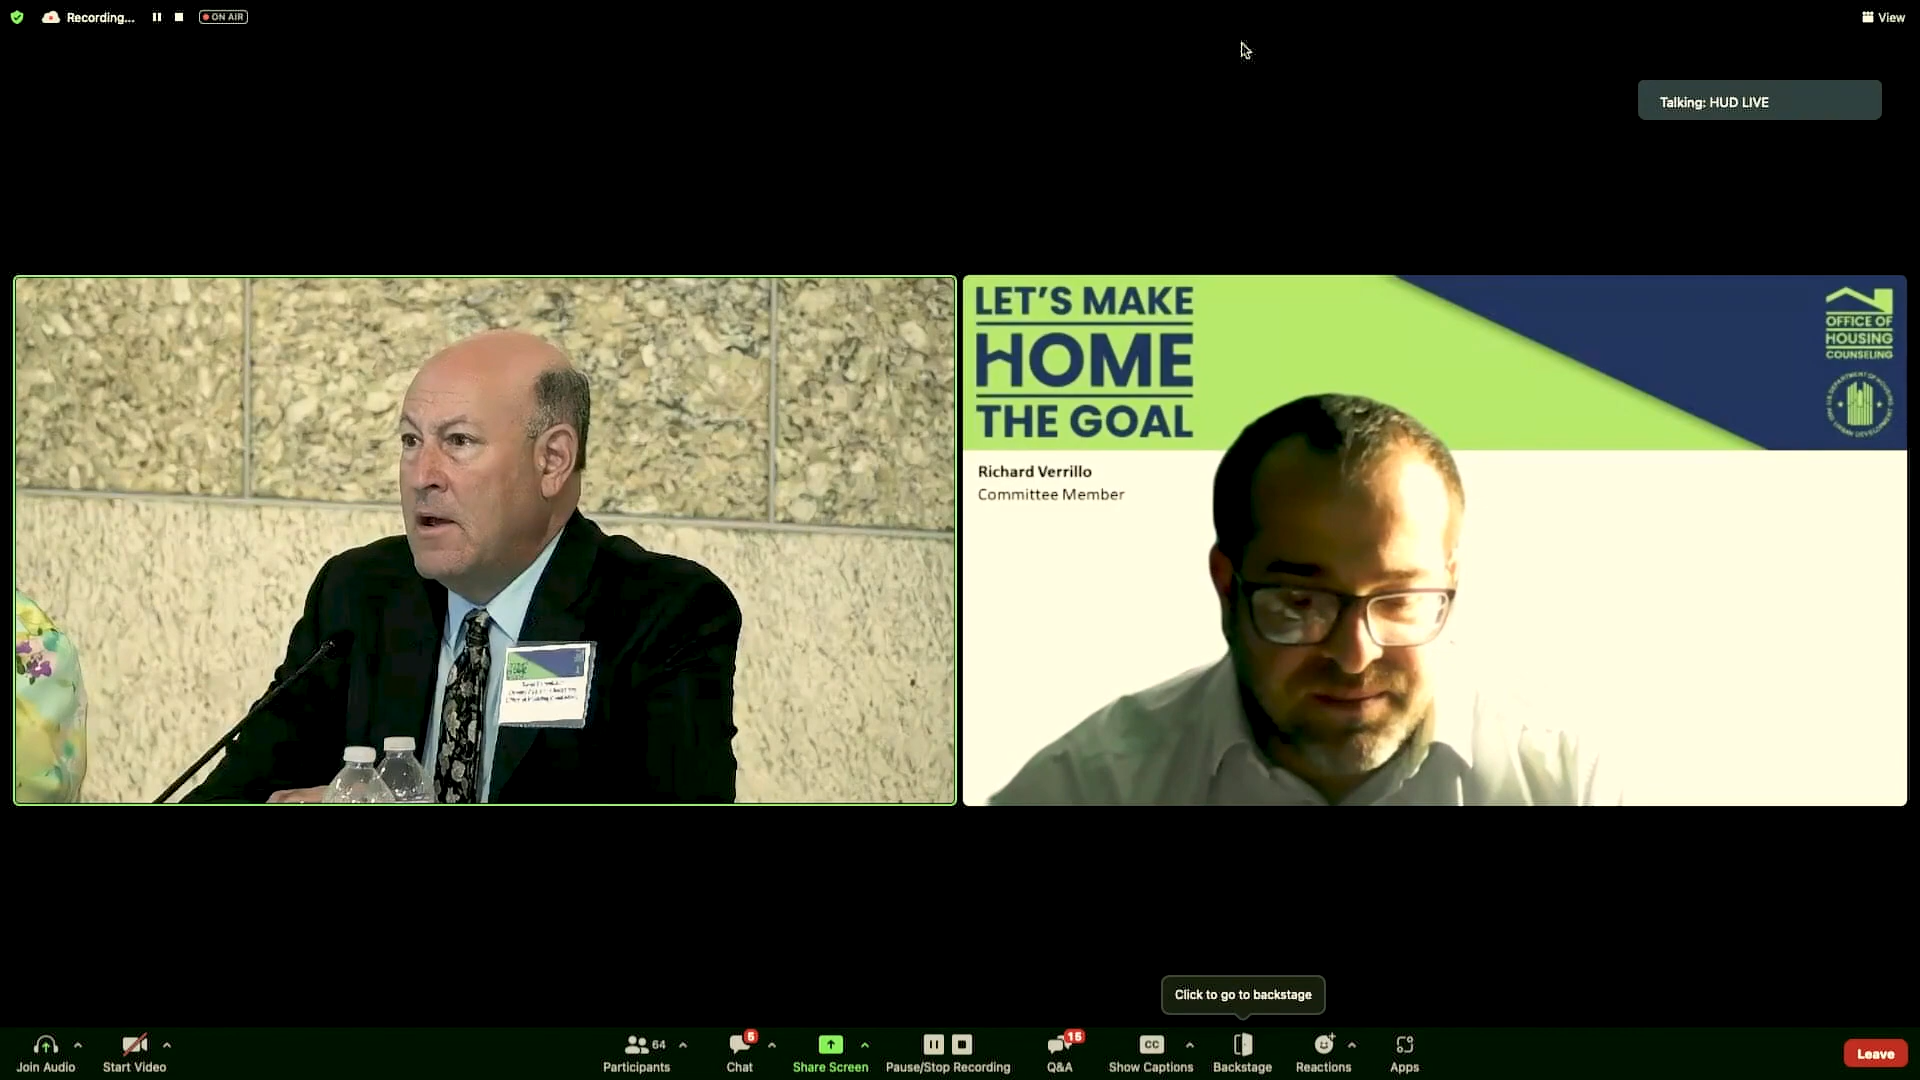 Recording...
ON AIR
View
Talking: HUD LIVE
LET'S MAKE
HOME
THE GOAL
OFFICE OF
HOUSING
COUNSELING
Richard Verrillo
Committee Member
Click to go to backstage
Join Audio
Start Video
64
Participants
5
Chat
Share Screen
Pause/Stop Recording
15
Q&A
CC
Show Captions
Backstage
Reactions
Apps
Leave